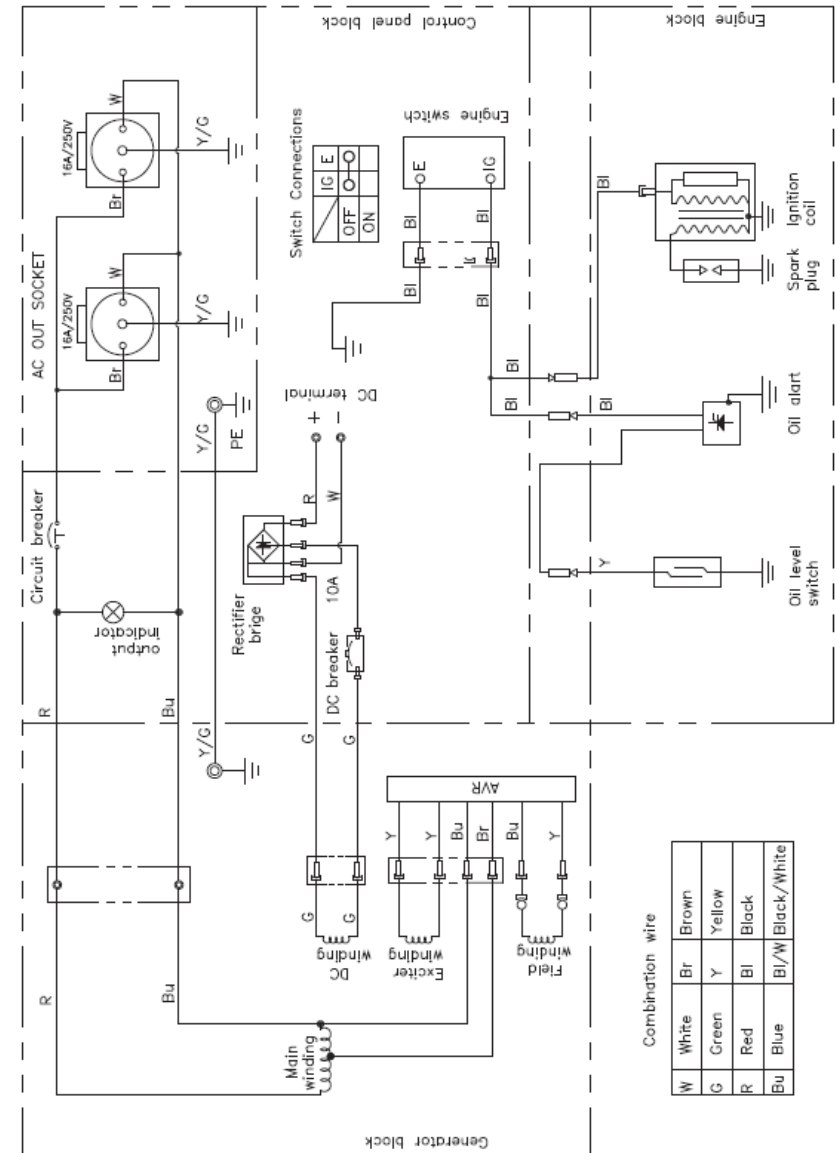 Control panel block
Engine block
Generator block
AC OUT SOCKET
16A/250V
16A/250V
W
W
Br
Br
Y/G
Y/G
Y/G
PE
Circuit breaker
output
indicator
R
Bu
Y/G
R
Bu
Switch Connections
IG
E
OFF
ON
Engine switch
E
IG
Bl
Bl
Bl
Bl
DC terminal
+
−
R
W
Rectifier
brige
10A
DC breaker
G
G
G
G
DC
winding
Exciter
winding
Field
winding
Main
winding
AVR
Y
Y
Bu
Br
Bu
Y
Bl
Bl
Bl
Bl
Ignition
coil
Spark
plug
Oil alart
Y
Oil level
switch
Combination wire
W White Br Brown
G Green Y Yellow
R Red Bl Black
Bu Blue Bl/W Black/White